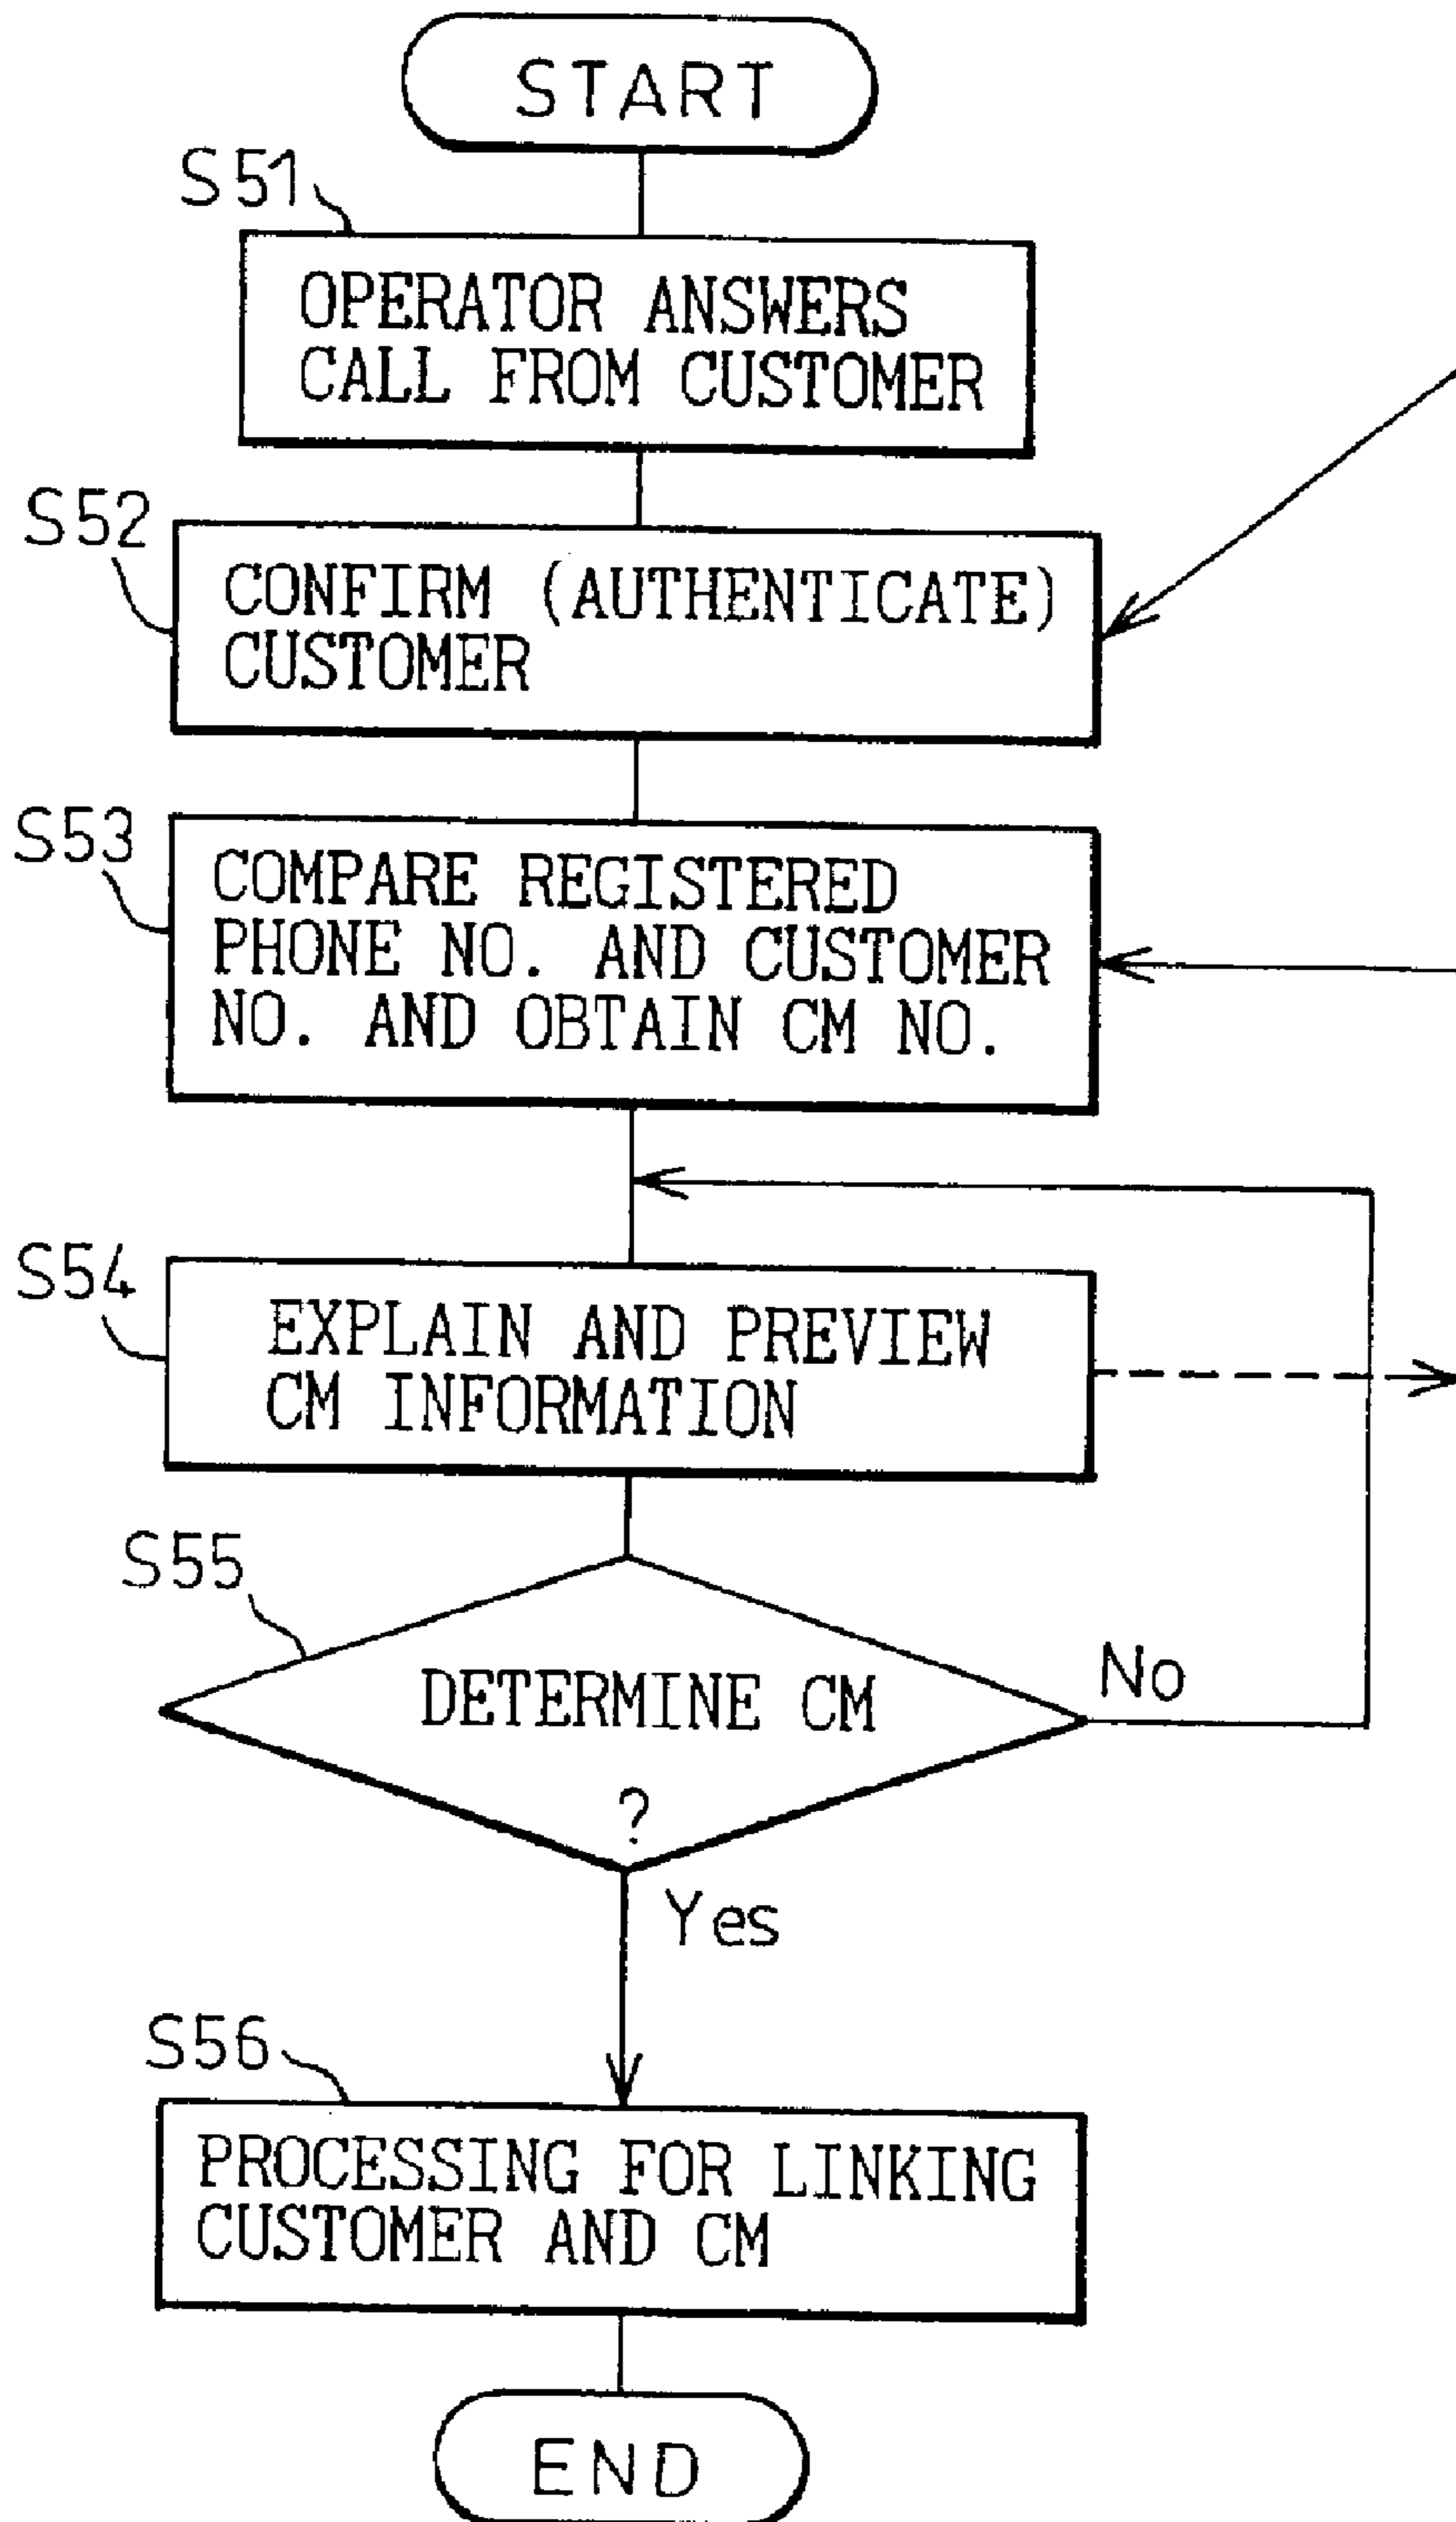 START
S51
OPERATOR ANSWERS
CALL FROM CUSTOMER
S52
CONFIRM (AUTHENTICATE)
CUSTOMER
S53
COMPARE REGISTERED
PHONE NO. AND CUSTOMER
NO. AND OBTAIN CM NO.
S54
EXPLAIN AND PREVIEW
CM INFORMATION
S55
DETERMINE CM
?
No
Yes
S56
PROCESSING FOR LINKING
CUSTOMER AND CM
END